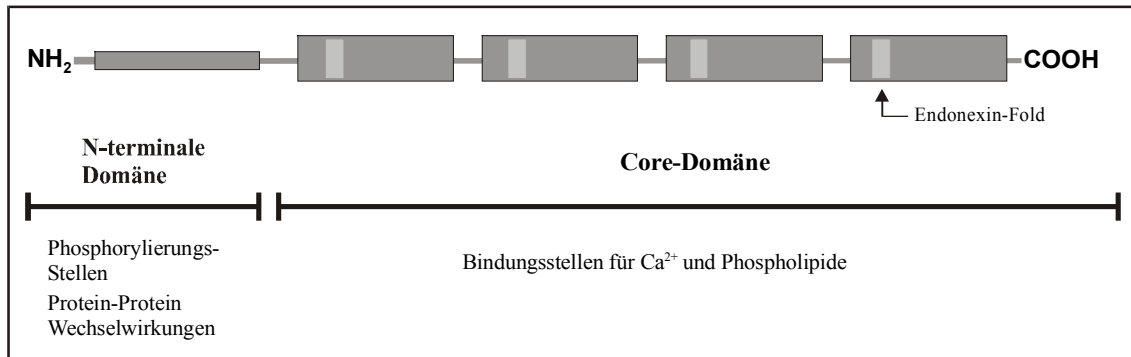 NH₂
COOH
Endonexin-Fold
N-terminale
Domäne
Core-Domäne
Phosphorylierungs-
Stellen
Protein-Protein
Wechselwirkungen
Bindungsstellen für Ca²⁺ und Phospholipide